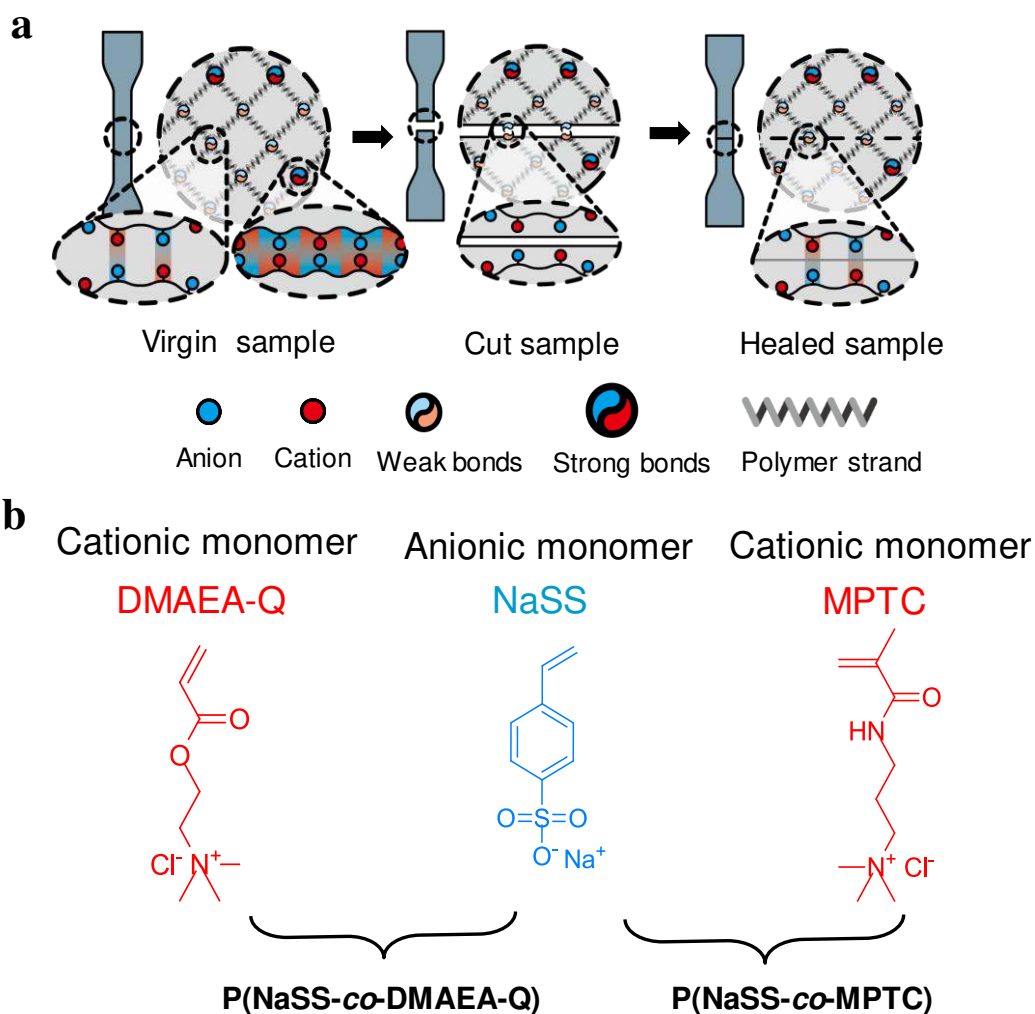 a
Virgin sample
Cut sample
Healed sample
Anion
Cation
Weak bonds
Strong bonds
Polymer strand
b
Cationic monomer
Anionic monomer
Cationic monomer
DMAEA-Q
NaSS
MPTC
O
O
Cl⁻ N⁺
O=S=O
O⁻ Na⁺
O
HN
N⁺ Cl⁻
P(NaSS-co-DMAEA-Q)
P(NaSS-co-MPTC)